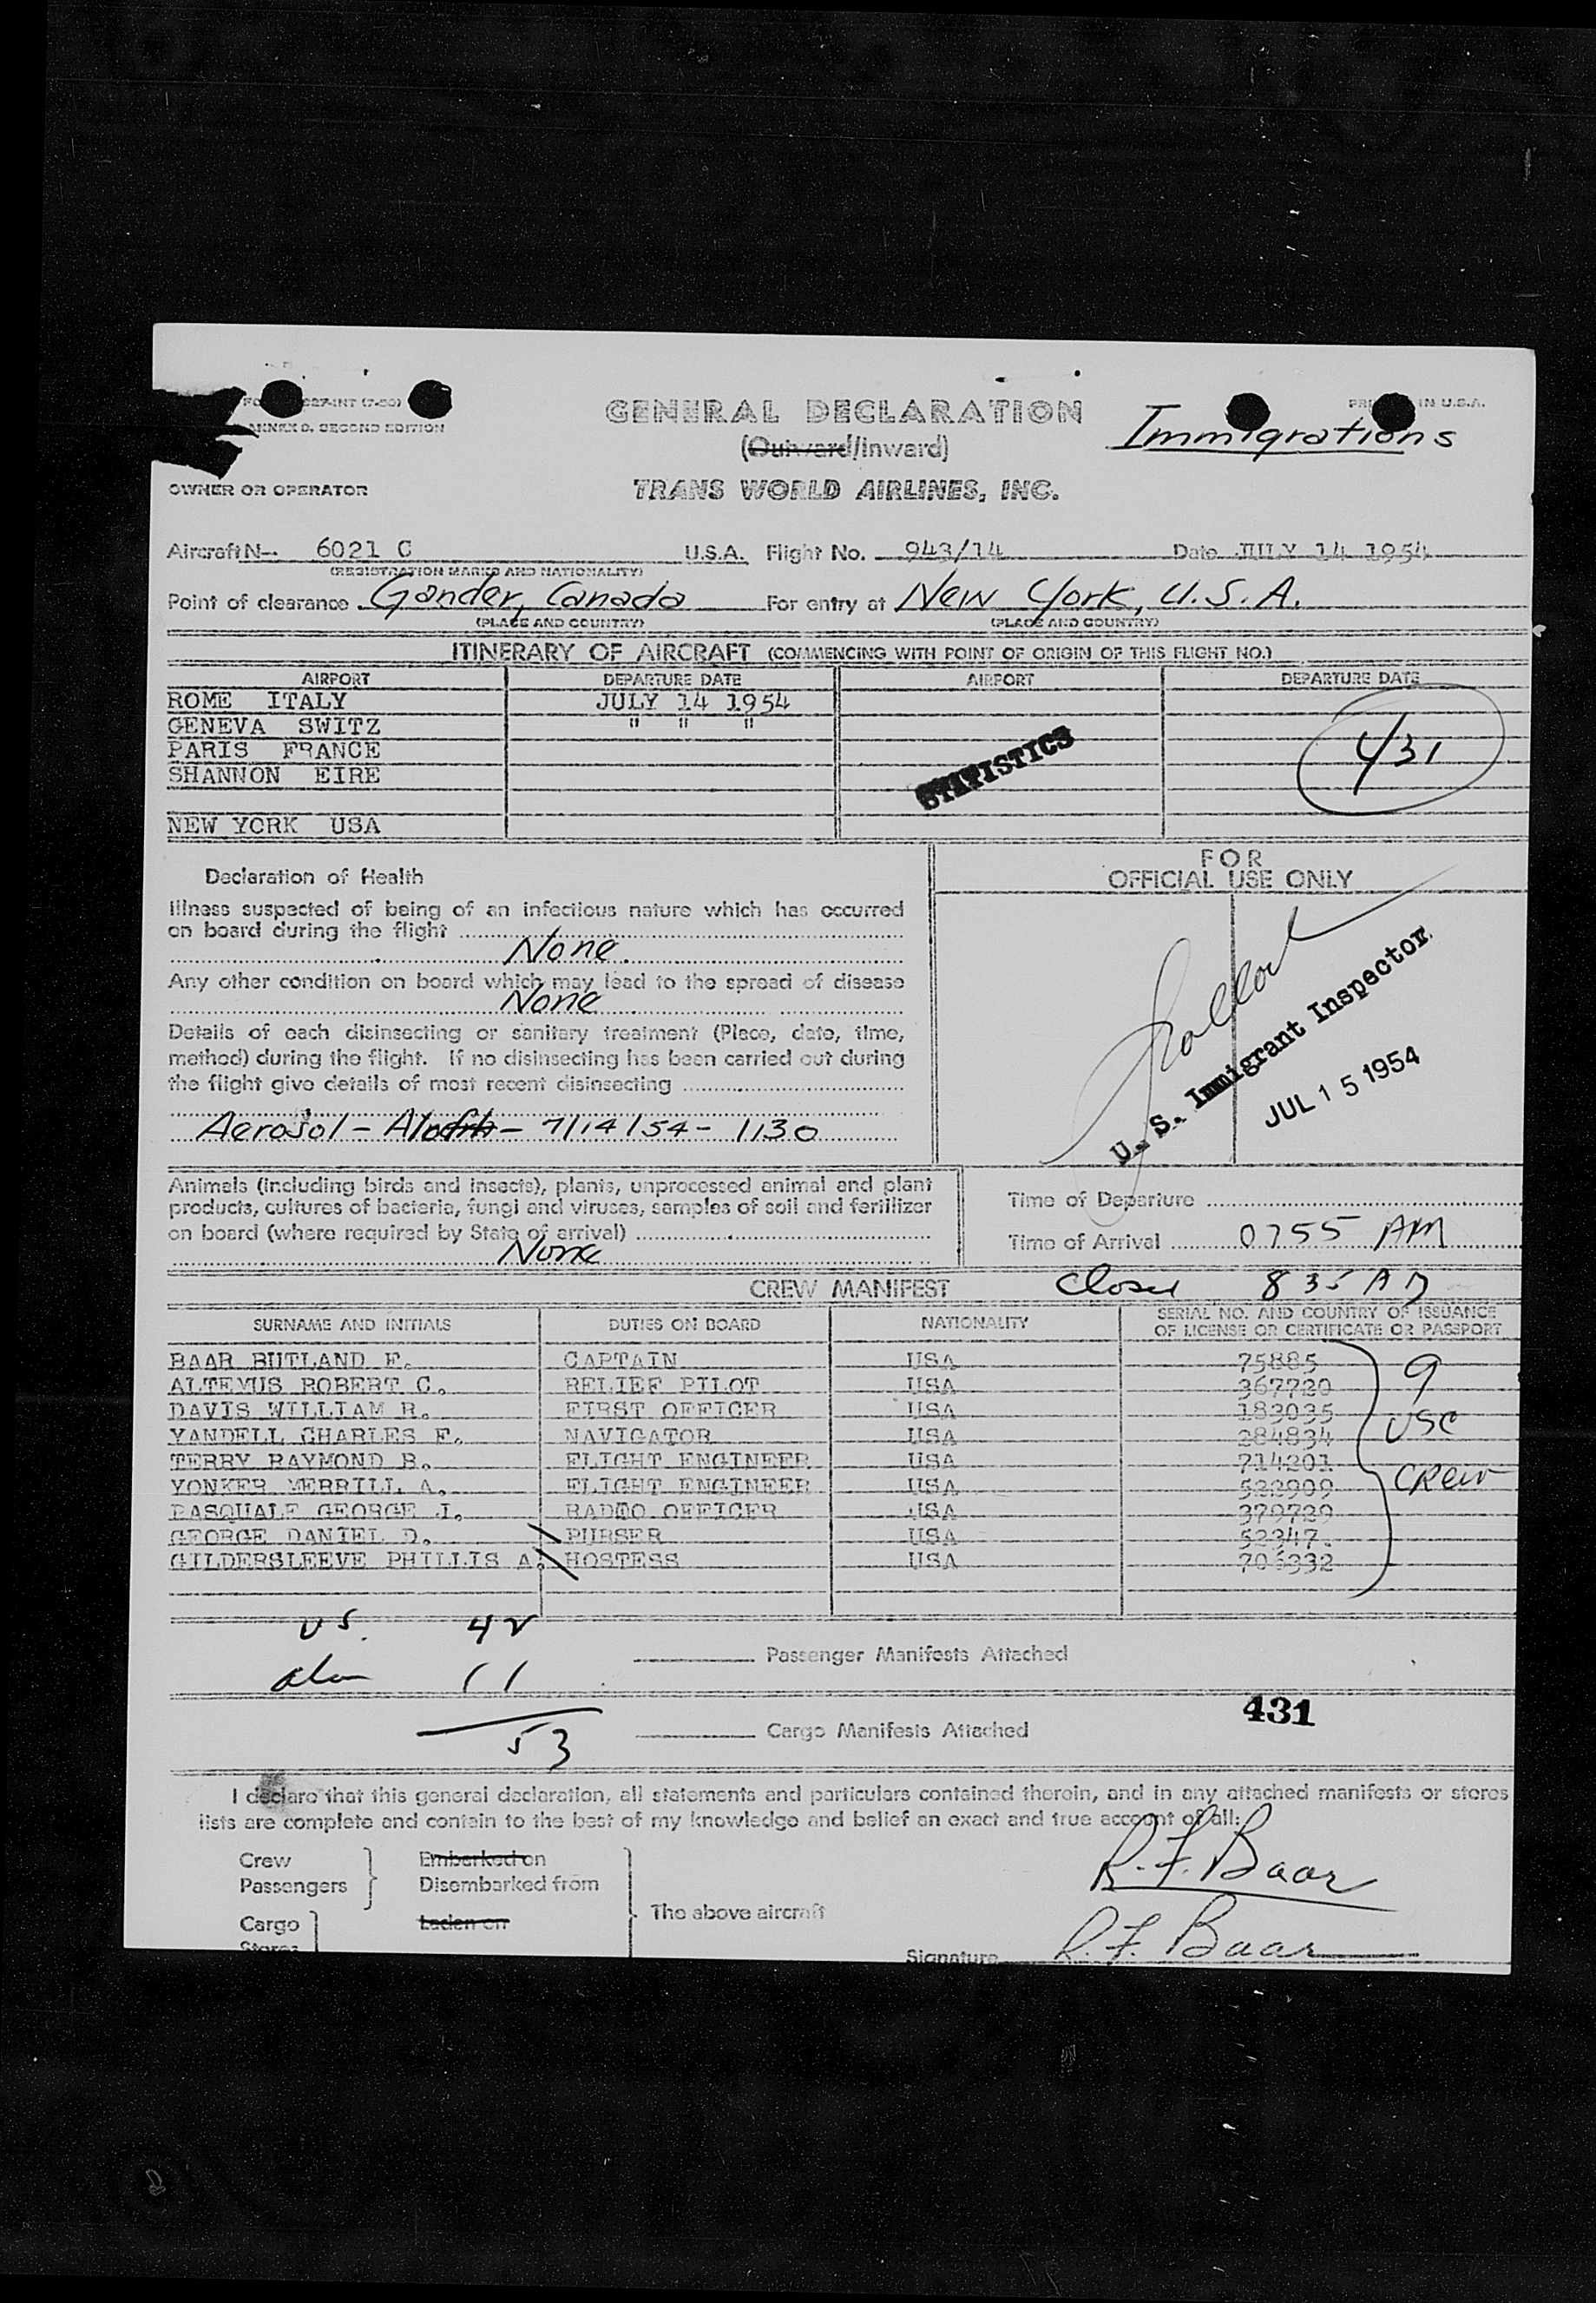 GENERAL DECLARATION
ANNEX 9, SECOND EDITION
IN U.S.A.
(Outward/Inward)
Immigrations
OWNER OR OPERATOR TRANS WORLD AIRLINES, INC.
Aircraft N-. 6021 C U.S.A. Flight No. 943/14 Date JULY 14 1954
(REGISTRATION MARKS AND NATIONALITY)
Point of clearance Gander, Canada For entry at New York, U.S.A.
(PLACE AND COUNTRY) (PLACE AND COUNTRY)
ITINERARY OF AIRCRAFT (COMMENCING WITH POINT OF ORIGIN OF THIS FLIGHT NO.)
AIRPORT DEPARTURE DATE AIRPORT DEPARTURE DATE
ROME ITALY JULY 14 1954
GENEVA SWITZ " " "
PARIS FRANCE
SHANNON EIRE
NEW YORK USA
STATISTICS
431
Declaration of Health
FOR
OFFICIAL USE ONLY
Illness suspected of being of an infectious nature which has occurred
on board during the flight
None
Any other condition on board which may lead to the spread of disease
None
Details of each disinsecting or sanitary treatment (Place, date, time,
method) during the flight. If no disinsecting has been carried out during
the flight give details of most recent disinsecting
Aerosol - - 7/14/54 - 1130
U. S. Immigrant Inspector
JUL 15 1954
Animals (including birds and insects), plants, unprocessed animal and plant
products, cultures of bacteria, fungi and viruses, samples of soil and fertilizer
on board (where required by State of arrival)
None
Time of Departure
Time of Arrival 0755 AM
CREW MANIFEST
Closed 835 AM
SURNAME AND INITIALS DUTIES ON BOARD NATIONALITY SERIAL NO. AND COUNTRY OF ISSUANCE
OF LICENSE OR CERTIFICATE OR PASSPORT
BAAR BUTLAND F. CAPTAIN USA 75885
ALTEMUS ROBERT C. RELIEF PILOT USA 367720
DAVIS WILLIAM R. FIRST OFFICER USA 183035
YANDELL CHARLES F. NAVIGATOR USA 284834
TERRY RAYMOND B. FLIGHT ENGINEER USA 714201
YONKER MERRILL A. FLIGHT ENGINEER USA 522909
PASQUALE GEORGE J. RADIO OFFICER USA 379729
GEORGE DANIEL D. PURSER USA 52347.
GILDERSLEEVE PHILLIS A. HOSTESS USA 706332
9
USC
CREW
US. 42
11
53
Passenger Manifests Attached
431
Cargo Manifests Attached
I declare that this general declaration, all statements and particulars contained therein, and in any attached manifests or stores
lists are complete and contain to the best of my knowledge and belief an exact and true account of all:
R. F. Baar
Crew Embarked on
Passengers Disembarked from
The above aircraft
Cargo Laden on
Stores
Signature R. F. Baar